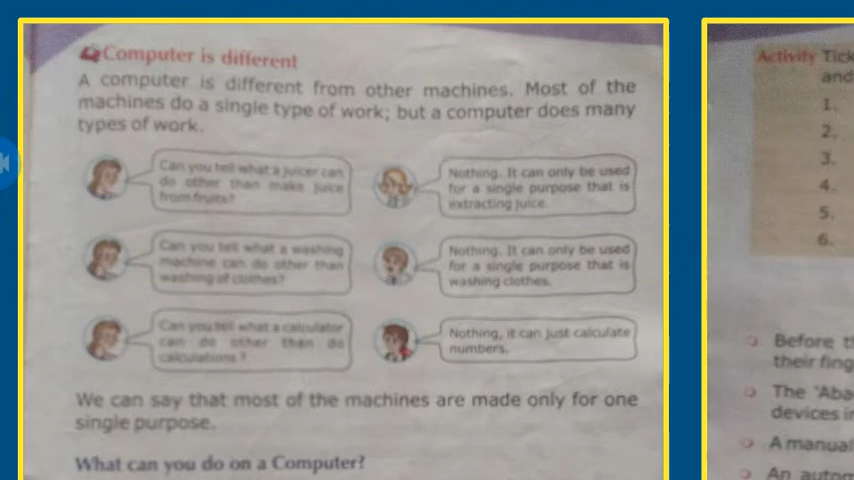 Computer is different
A computer is different from other machines. Most of the
machines do a single type of work; but a computer does many
types of work.
Can you tell what a juicer can
do other than make juice
from fruits?
Nothing. It can only be used
for a single purpose that is
extracting juice.
Can you tell what a washing
machine can do other than
washing of clothes?
Nothing. It can only be used
for a single purpose that is
washing clothes.
Can you tell what a calculator
can do other than do
calculations ?
Nothing, it can just calculate
numbers.
We can say that most of the machines are made only for one
single purpose.
What can you do on a Computer?
Activity Tick
and
1.
2.
3.
4.
5.
6.
Before
their
The "Aba
devices
A manual
An